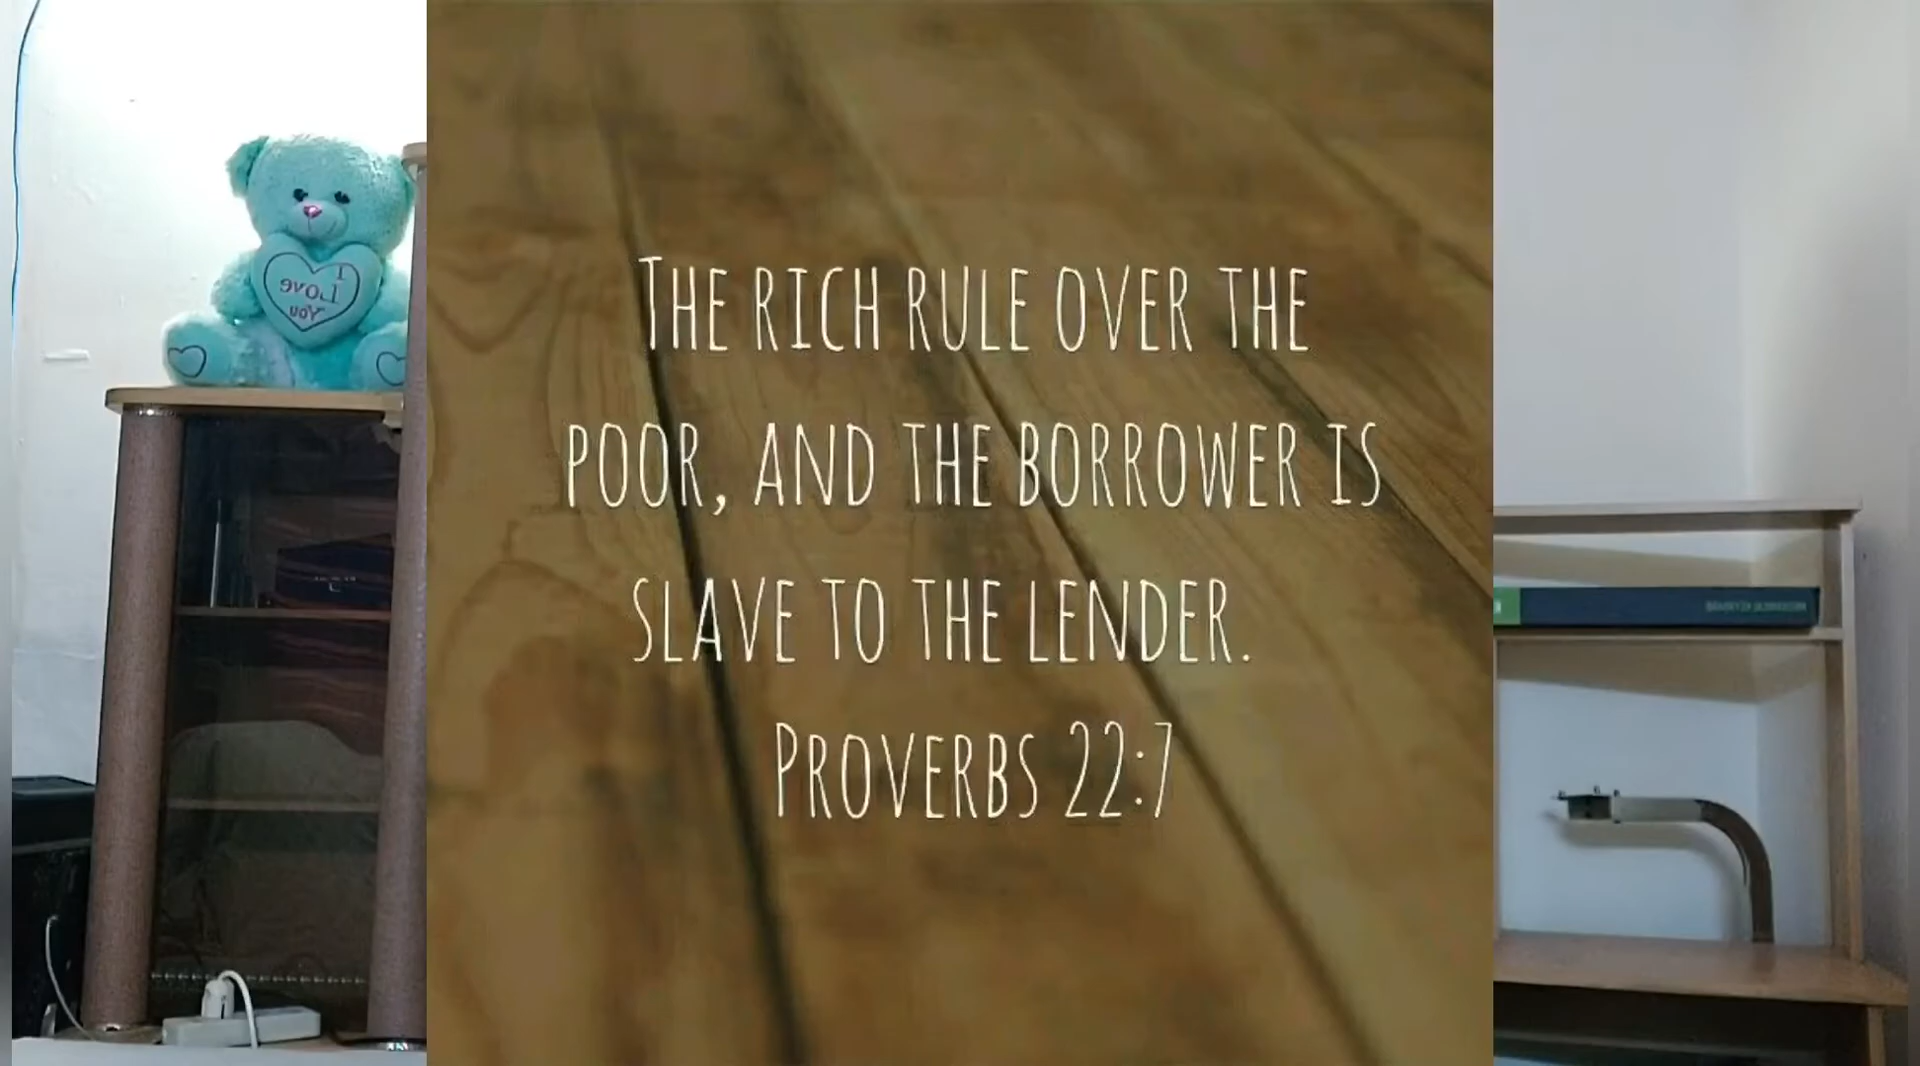 I
Love
You
The rich rule over the
poor, and the borrower is
slave to the lender.
Proverbs 22:7